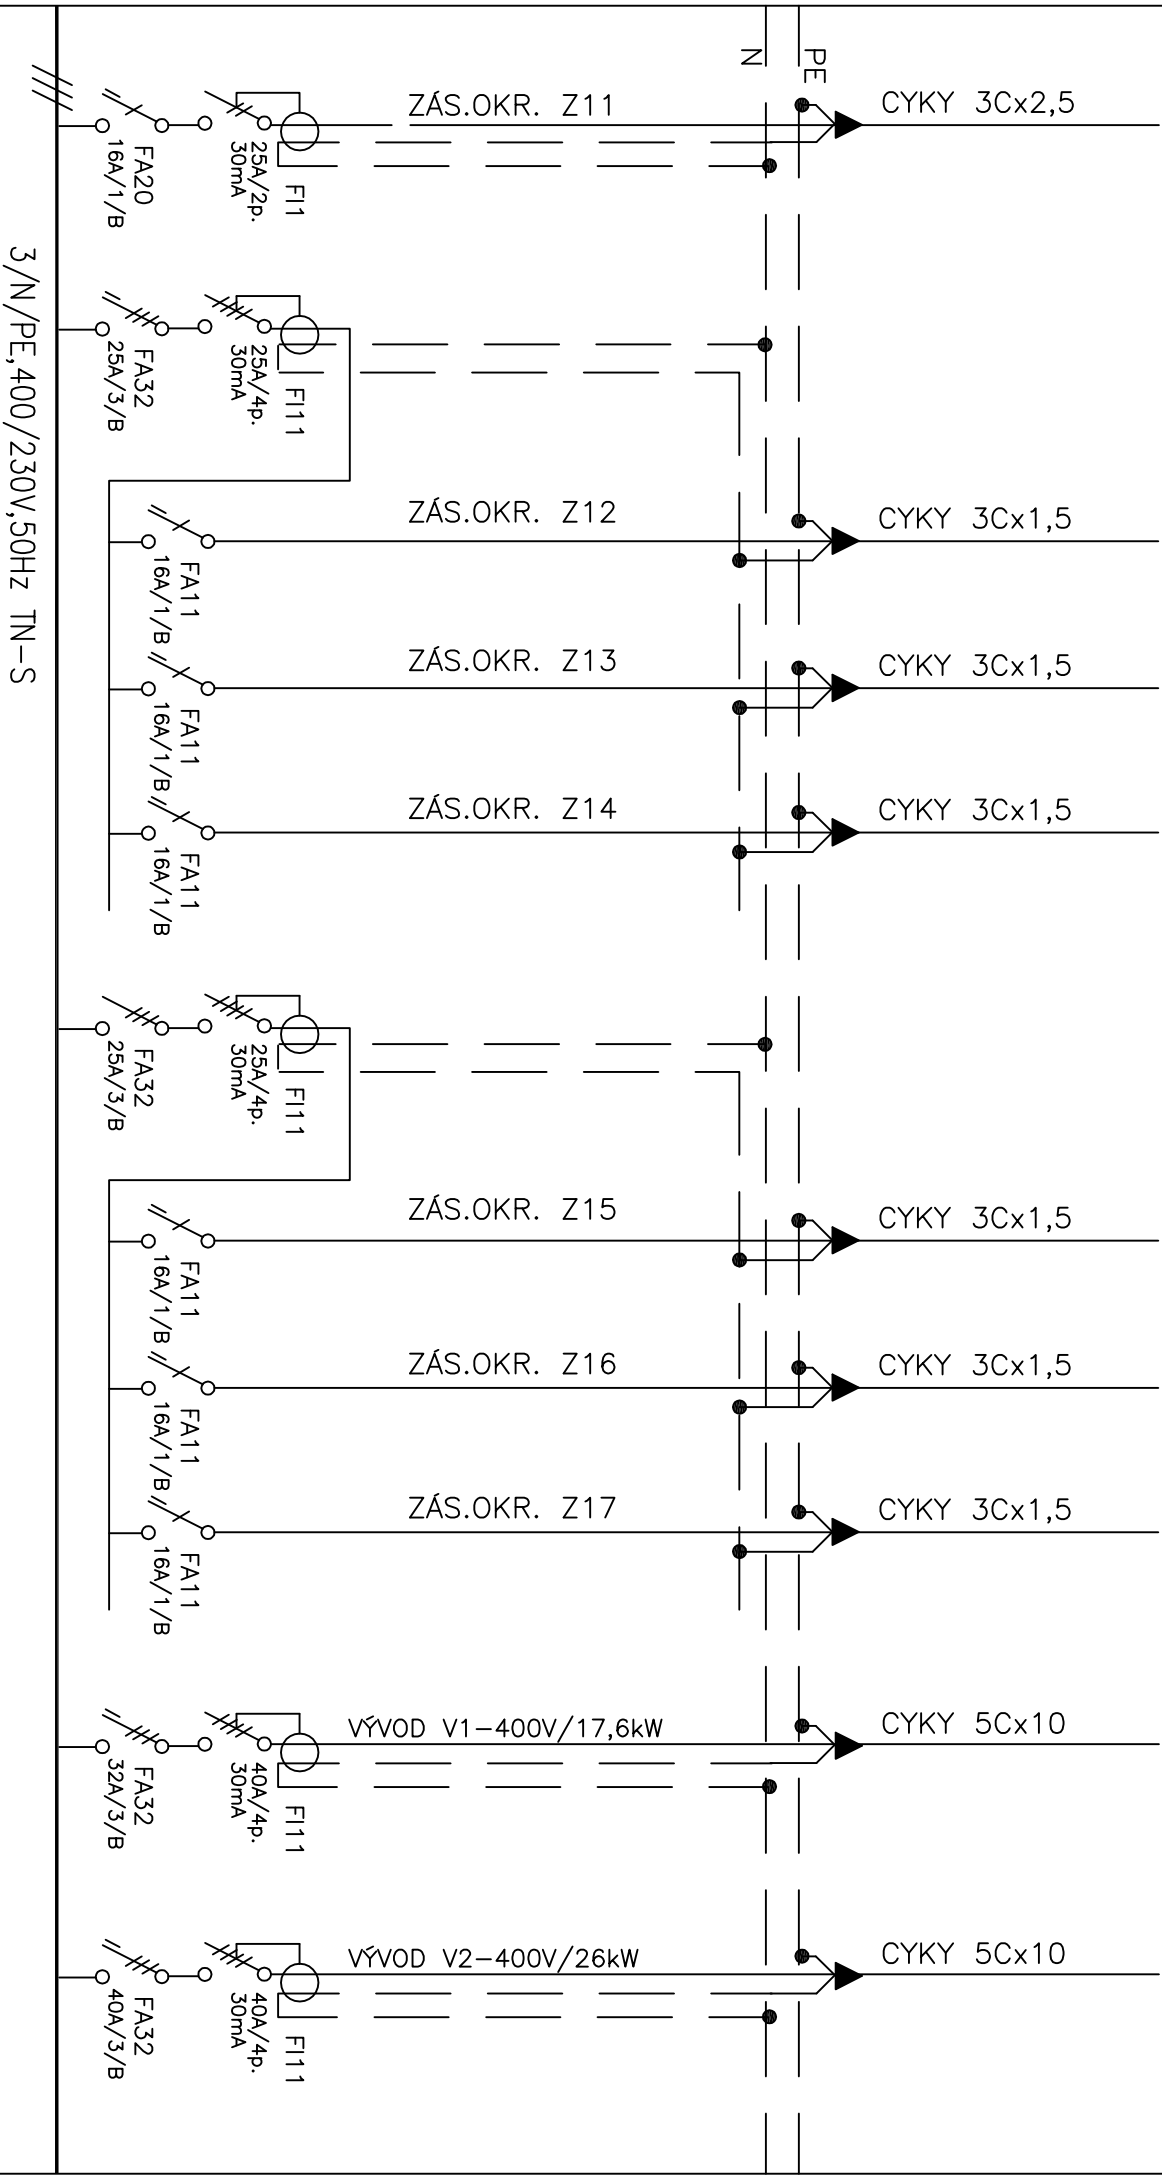 N
PE
ZÁS.OKR. Z11
CYKY 3Cx2,5
FA20
16A/1/B
25A/2p.
30mA
FI1
FA32
25A/3/B
25A/4p.
30mA
FI11
ZÁS.OKR. Z12
CYKY 3Cx1,5
FA11
16A/1/B
ZÁS.OKR. Z13
CYKY 3Cx1,5
FA11
16A/1/B
ZÁS.OKR. Z14
CYKY 3Cx1,5
FA11
16A/1/B
FA32
25A/3/B
25A/4p.
30mA
FI11
ZÁS.OKR. Z15
CYKY 3Cx1,5
FA11
16A/1/B
ZÁS.OKR. Z16
CYKY 3Cx1,5
FA11
16A/1/B
ZÁS.OKR. Z17
CYKY 3Cx1,5
FA11
16A/1/B
VÝVOD V1-400V/17,6kW
CYKY 5Cx10
FA32
32A/3/B
40A/4p.
30mA
FI11
VÝVOD V2-400V/26kW
CYKY 5Cx10
FA32
40A/3/B
40A/4p.
30mA
FI11
3/N/PE,400/230V,50Hz TN-S